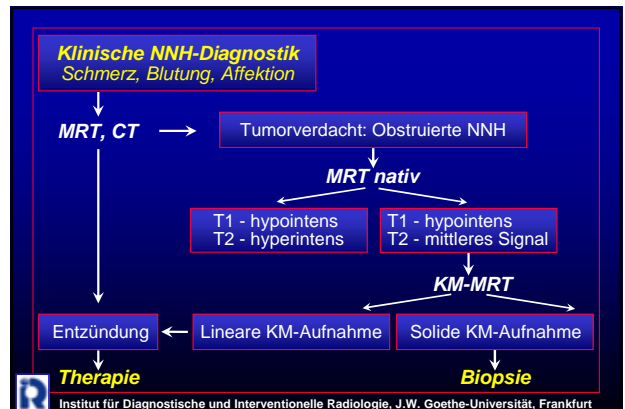 Klinische NNH-Diagnostik
Schmerz, Blutung, Affektion
MRT, CT
Tumorverdacht: Obstruierte NNH
MRT nativ
T1 - hypointens
T2 - hyperintens
T1 - hypointens
T2 - mittleres Signal
KM-MRT
Entzündung
Lineare KM-Aufnahme
Solide KM-Aufnahme
Therapie
Biopsie
Institut für Diagnostische und Interventionelle Radiologie, J.W. Goethe-Universität, Frankfurt